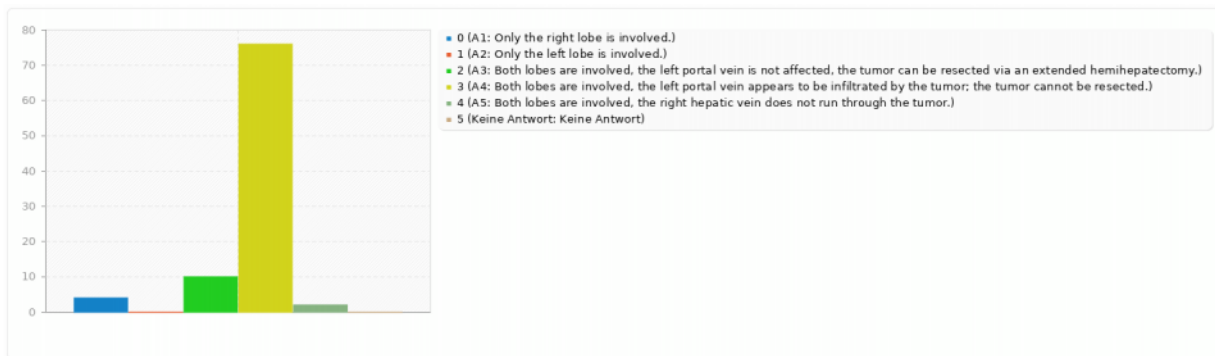 80
70
60
50
40
30
20
10
0
0 (A1: Only the right lobe is involved.)
1 (A2: Only the left lobe is involved.)
2 (A3: Both lobes are involved, the left portal vein is not affected, the tumor can be resected via an extended hemihepatectomy.)
3 (A4: Both lobes are involved, the left portal vein appears to be infiltrated by the tumor; the tumor cannot be resected.)
4 (A5: Both lobes are involved, the right hepatic vein does not run through the tumor.)
5 (Keine Antwort: Keine Antwort)